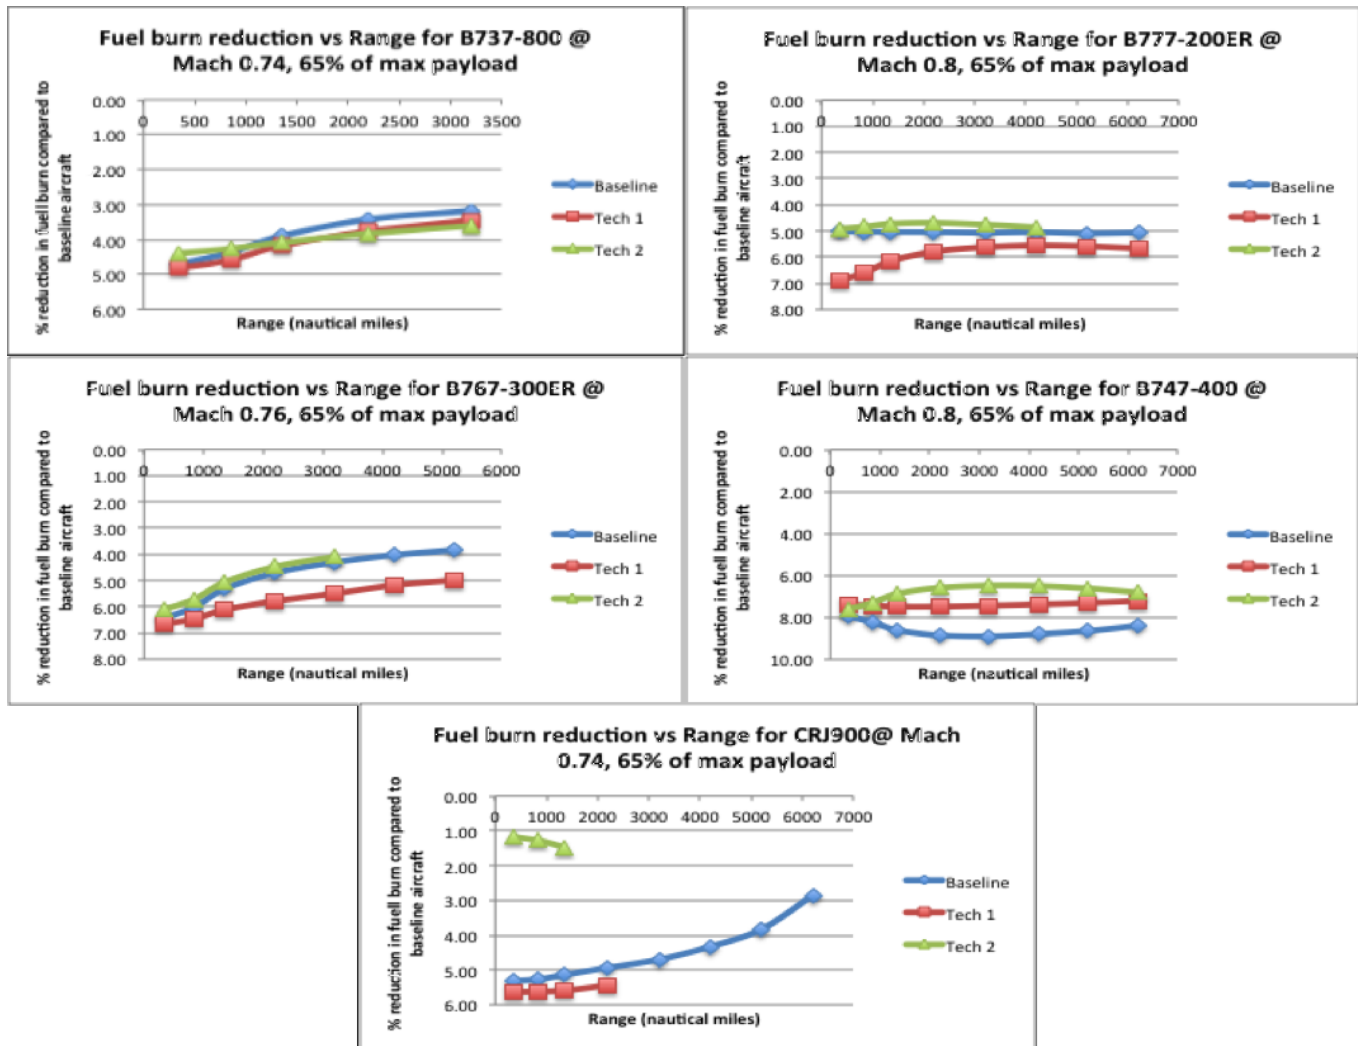 Fuel burn reduction vs Range for B737-800 @
Mach 0.74, 65% of max payload
% reduction in fuell burn compared to
baseline aircraft
0.00
1.00
2.00
3.00
4.00
5.00
6.00
0 500 1000 1500 2000 2500 3000 3500
Range (nautical miles)
Baseline
Tech 1
Tech 2
Fuel burn reduction vs Range for B777-200ER @
Mach 0.8, 65% of max payload
% reduction in fuell burn compared to
baseline aircraft
0.00
1.00
2.00
3.00
4.00
5.00
6.00
7.00
8.00
0 1000 2000 3000 4000 5000 6000 7000
Range (nautical miles)
Baseline
Tech 1
Tech 2
Fuel burn reduction vs Range for B767-300ER @
Mach 0.76, 65% of max payload
% reduction in fuell burn compared to
baseline aircraft
0.00
1.00
2.00
3.00
4.00
5.00
6.00
7.00
8.00
0 1000 2000 3000 4000 5000 6000
Range (nautical miles)
Baseline
Tech 1
Tech 2
Fuel burn reduction vs Range for B747-400 @
Mach 0.8, 65% of max payload
% reduction in fuell burn compared to
baseline aircraft
0.00
2.00
4.00
6.00
8.00
10.00
0 1000 2000 3000 4000 5000 6000 7000
Range (nautical miles)
Baseline
Tech 1
Tech 2
Fuel burn reduction vs Range for CRJ900@ Mach
0.74, 65% of max payload
% reduction in fuell burn compared to
baseline aircraft
0.00
1.00
2.00
3.00
4.00
5.00
6.00
0 1000 2000 3000 4000 5000 6000 7000
Range (nautical miles)
Baseline
Tech 1
Tech 2